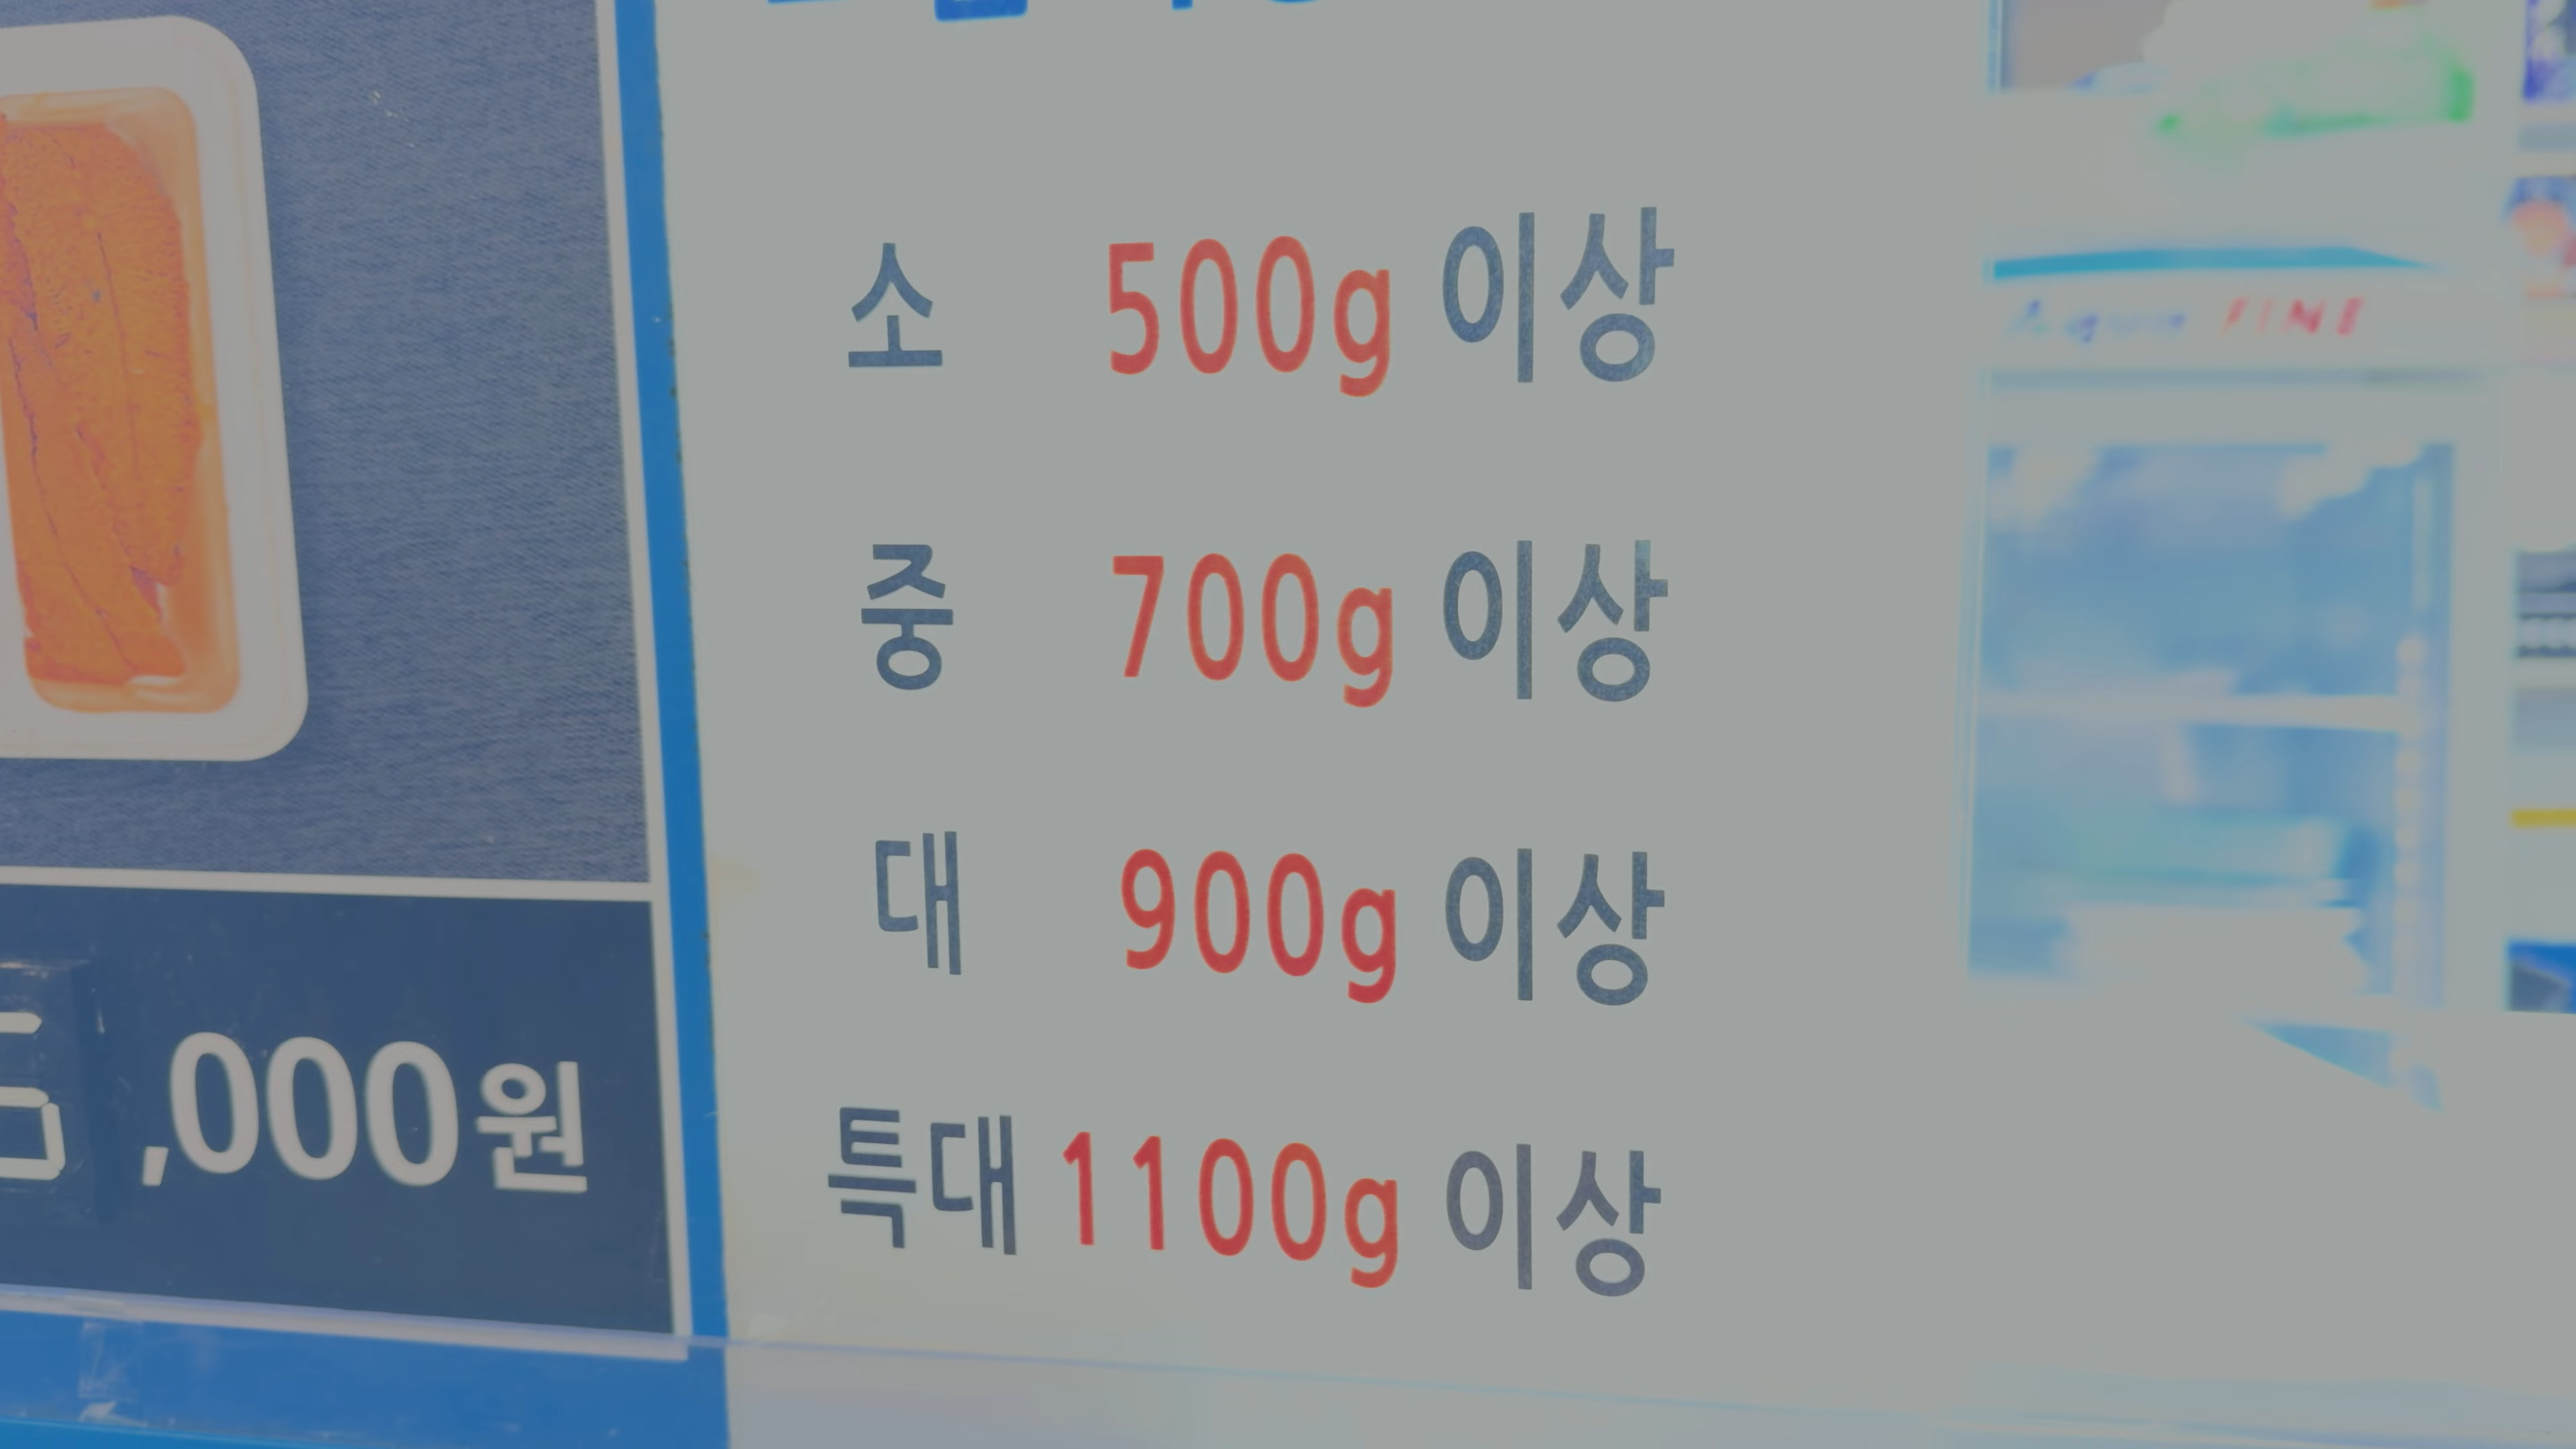 소 500g 이상
중 700g 이상
대 900g 이상
특대 1100g 이상
,000원